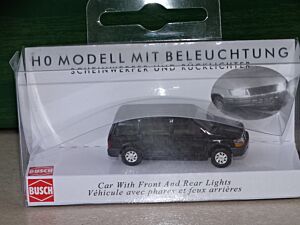 H0 MODELL MIT BELEUCHTUNG
SCHEINWERFER UND RÜCKLICHTER
BUSCH
BUSCH
Car With Front And Rear Lights
Véhicule avec phares et feux arrières